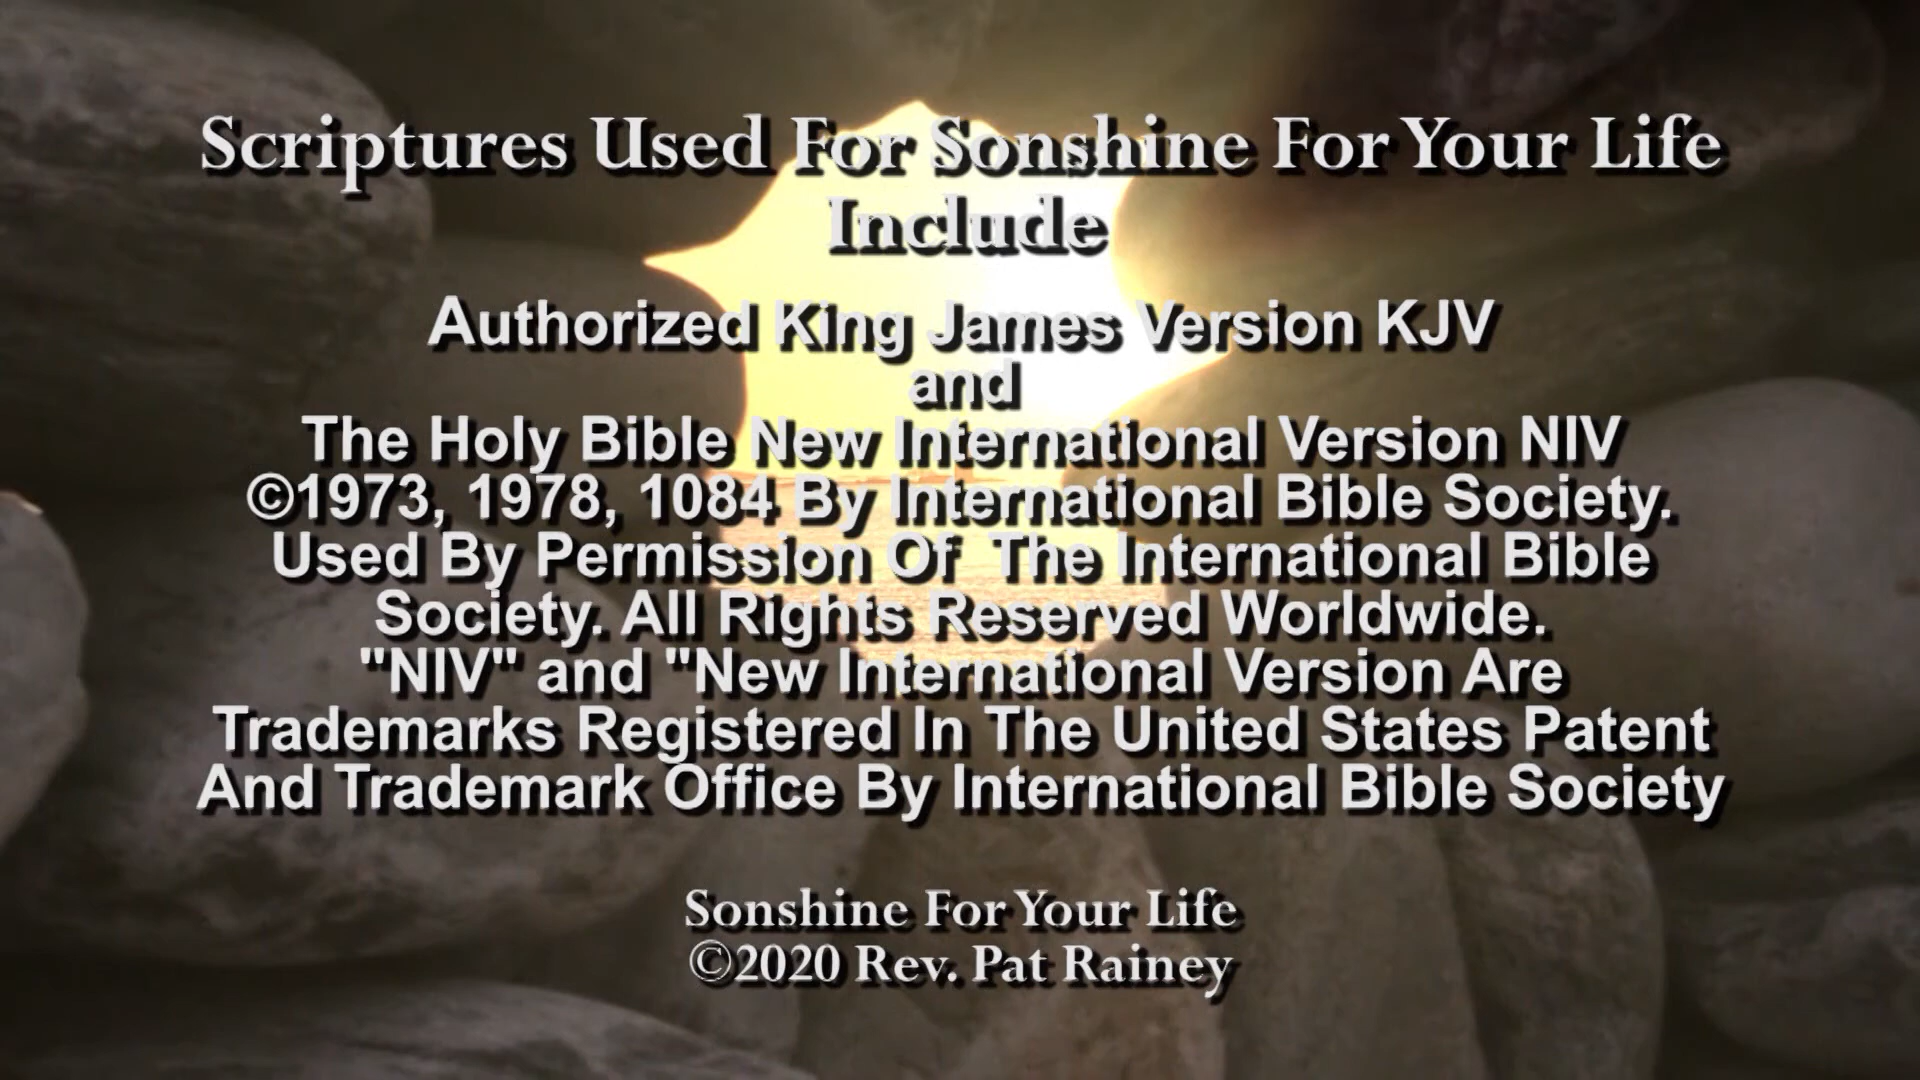 Scriptures Used For Sonshine For Your Life
Include
Authorized King James Version KJV
and
The Holy Bible New International Version NIV
©1973, 1978, 1084 By International Bible Society.
Used By Permission Of The International Bible
Society. All Rights Reserved Worldwide.
"NIV" and "New International Version Are
Trademarks Registered In The United States Patent
And Trademark Office By International Bible Society
Sonshine For Your Life
©2020 Rev. Pat Rainey